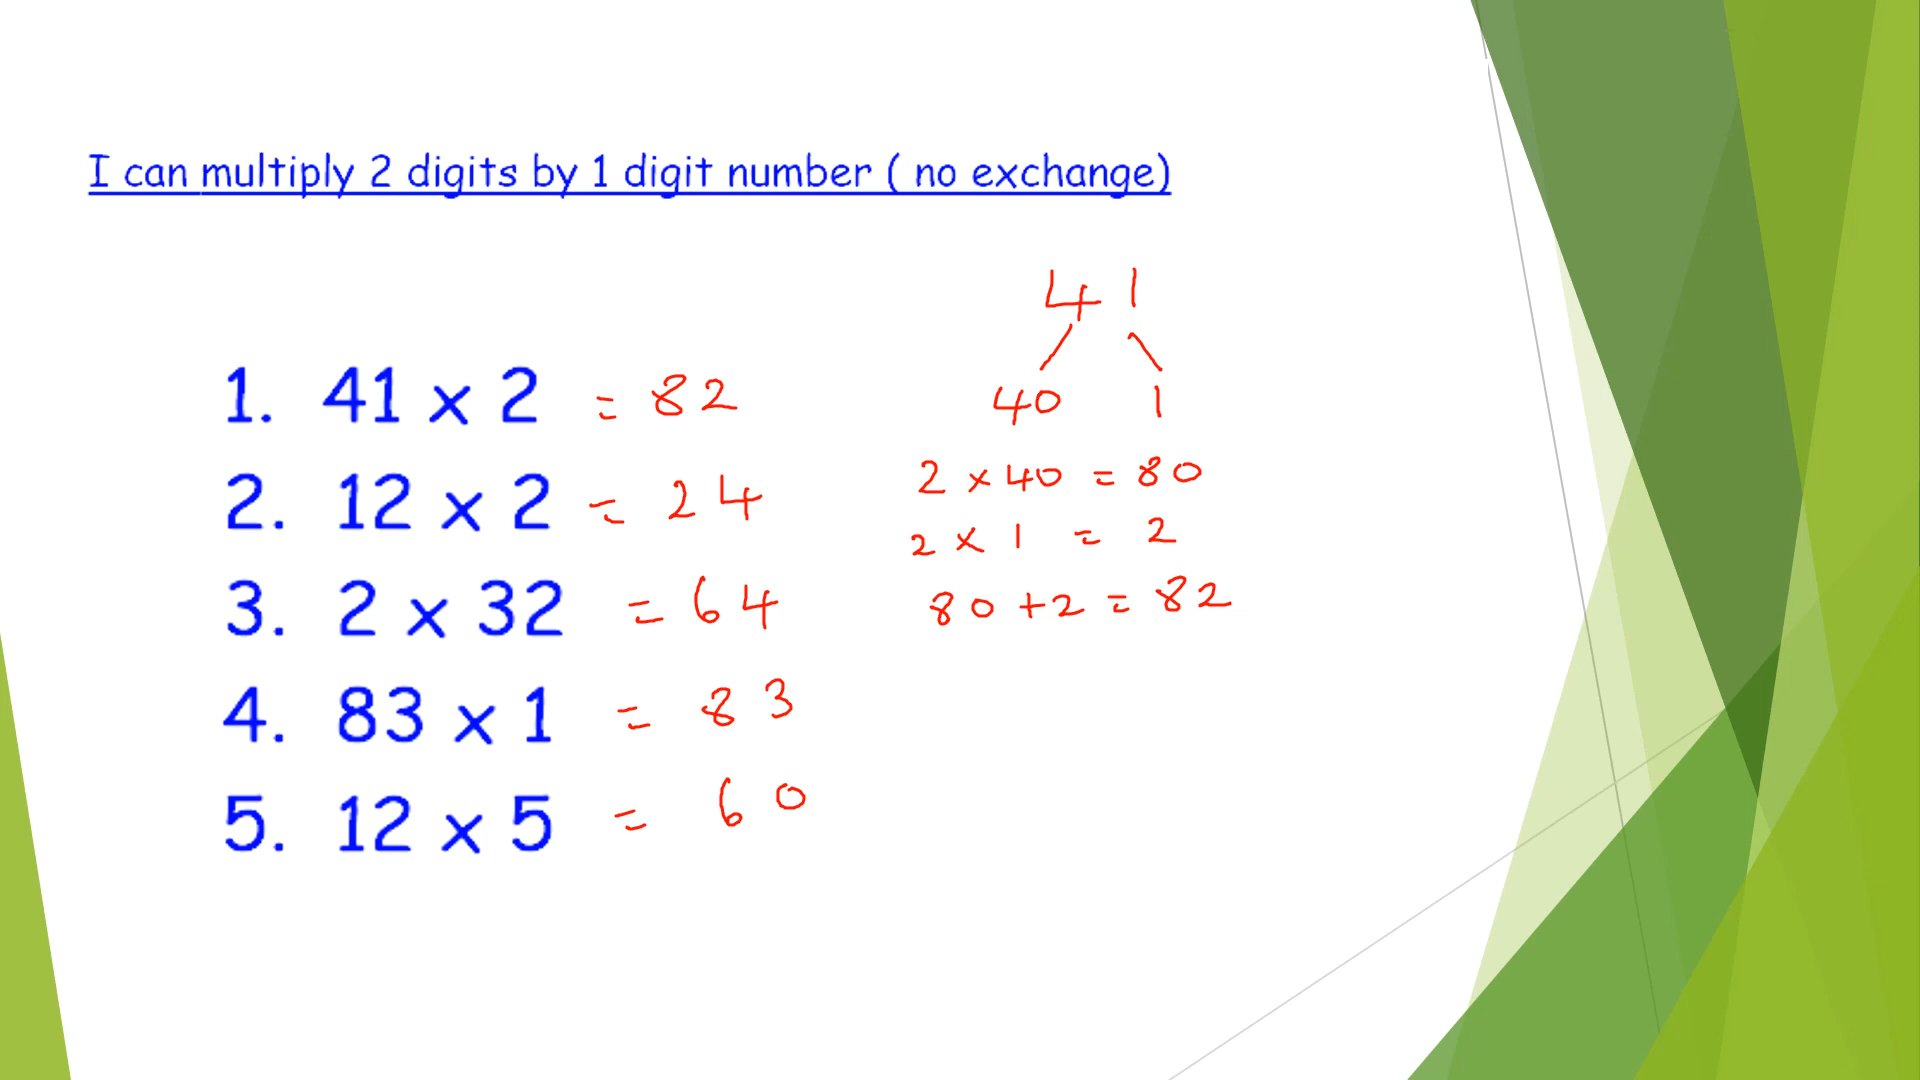 I can multiply 2 digits by 1 digit number ( no exchange)
1. 41 x 2 = 82
2. 12 x 2 = 24
3. 2 x 32 = 64
4. 83 x 1 = 83
5. 12 x 5 = 60
41
40 1
2 x 40 = 80
2 x 1 = 2
80 + 2 = 82